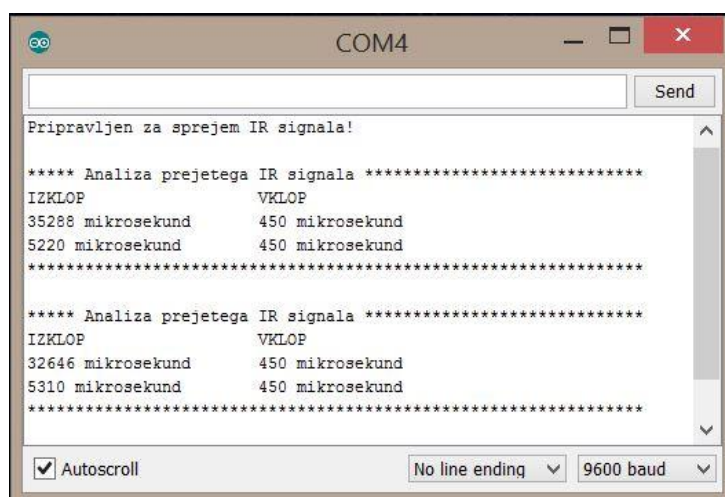 COM4
Send
Pripravljen za sprejem IR signala!
***** Analiza prejetega IR signala *****************************
IZKLOP VKLOP
35288 mikrosekund 450 mikrosekund
5220 mikrosekund 450 mikrosekund
****************************************************************
***** Analiza prejetega IR signala *****************************
IZKLOP VKLOP
32646 mikrosekund 450 mikrosekund
5310 mikrosekund 450 mikrosekund
****************************************************************
Autoscroll No line ending 9600 baud